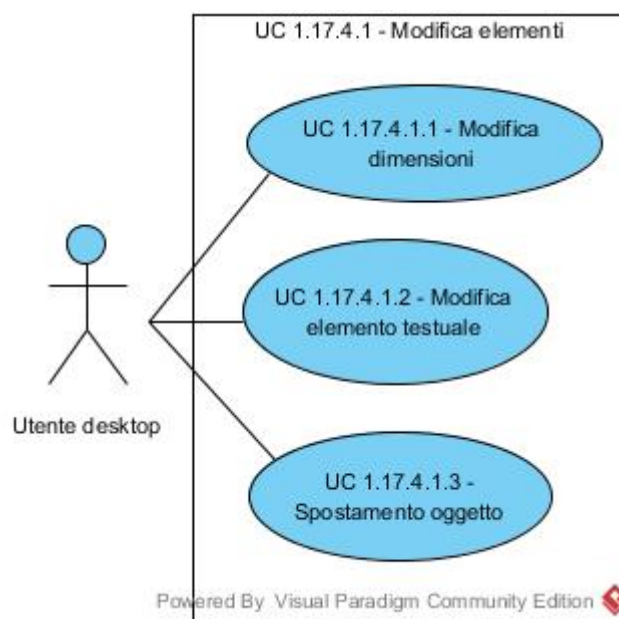 UC 1.17.4.1 - Modifica elementi
UC 1.17.4.1.1 - Modifica
dimensioni
UC 1.17.4.1.2 - Modifica
elemento testuale
Utente desktop
UC 1.17.4.1.3 -
Spostamento oggetto
Powered By Visual Paradigm Community Edition